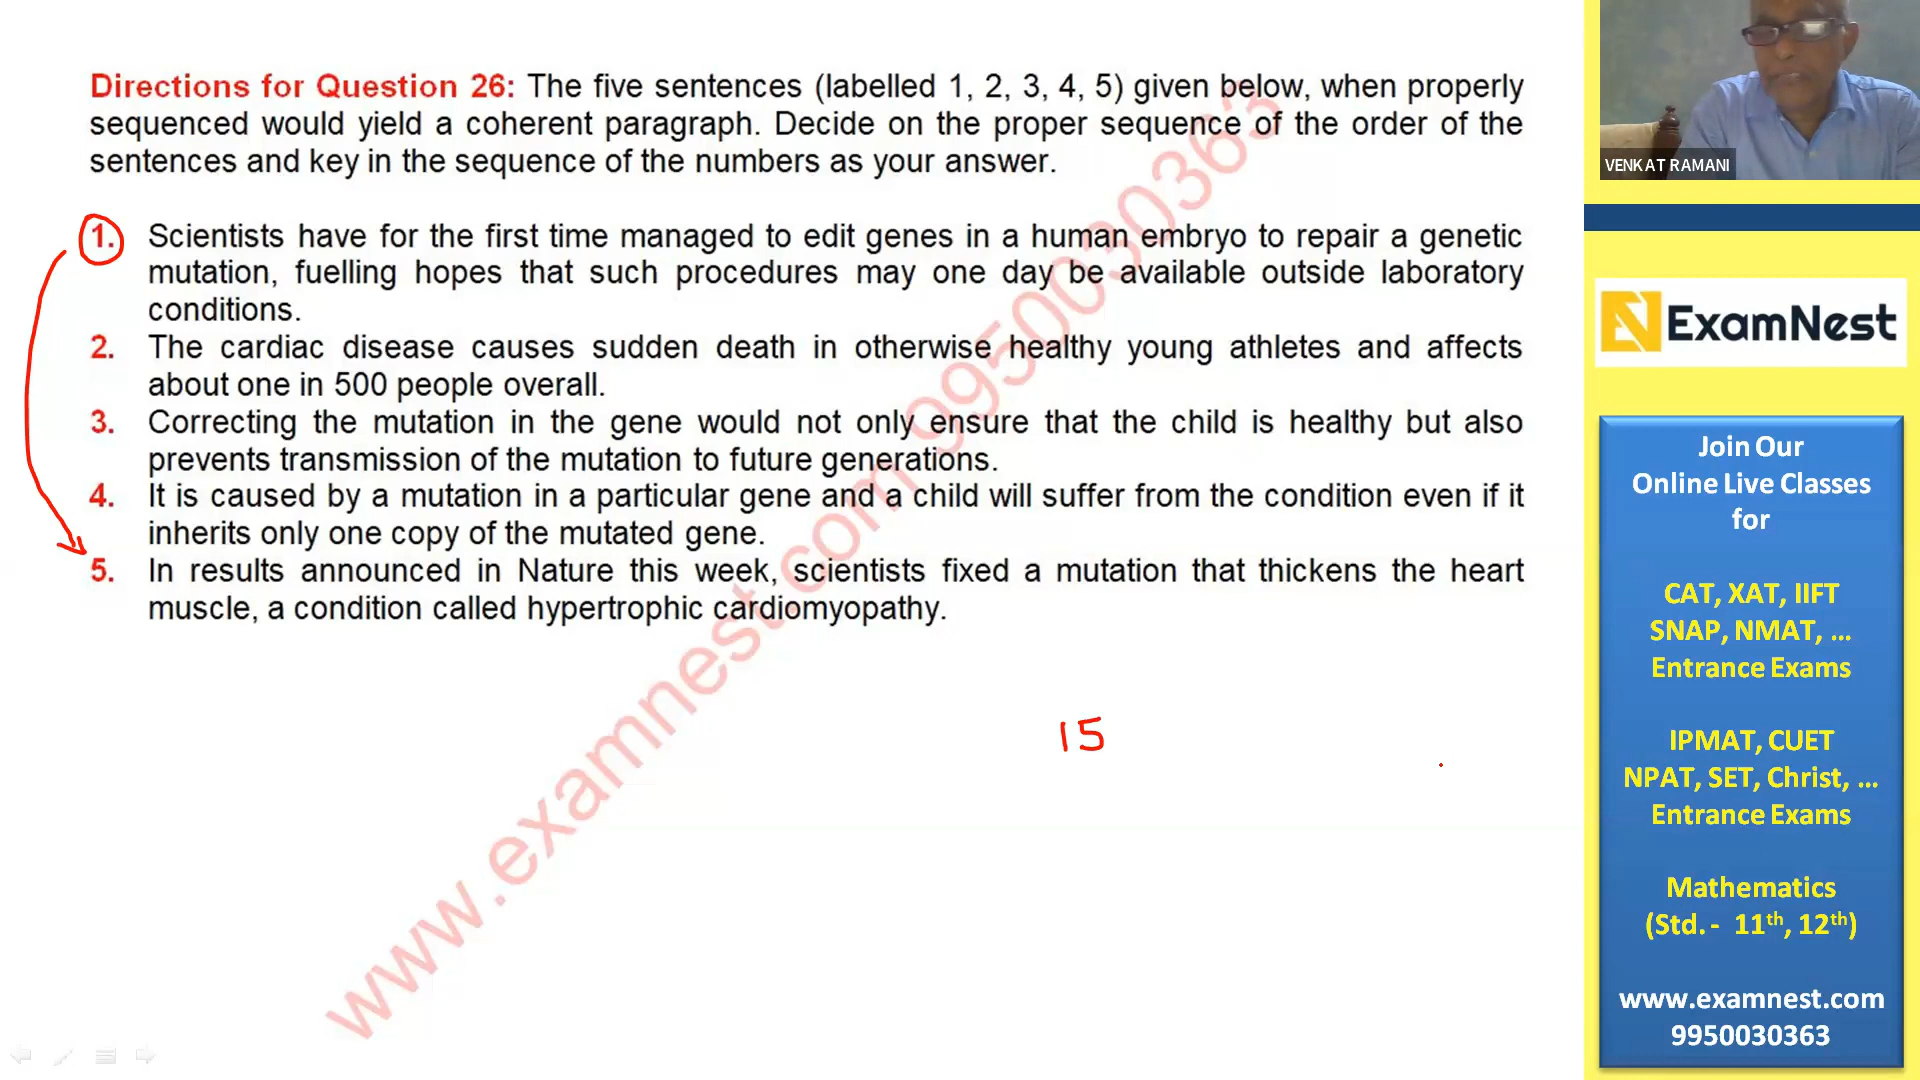 Directions for Question 26: The five sentences (labelled 1, 2, 3, 4, 5) given below, when properly
sequenced would yield a coherent paragraph. Decide on the proper sequence of the order of the
sentences and key in the sequence of the numbers as your answer.
1. Scientists have for the first time managed to edit genes in a human embryo to repair a genetic
mutation, fuelling hopes that such procedures may one day be available outside laboratory
conditions.
2. The cardiac disease causes sudden death in otherwise healthy young athletes and affects
about one in 500 people overall.
3. Correcting the mutation in the gene would not only ensure that the child is healthy but also
prevents transmission of the mutation to future generations.
4. It is caused by a mutation in a particular gene and a child will suffer from the condition even if it
inherits only one copy of the mutated gene.
5. In results announced in Nature this week, scientists fixed a mutation that thickens the heart
muscle, a condition called hypertrophic cardiomyopathy.
15
www.examnest.com 9950030363
VENKAT RAMANI
ExamNest
Join Our
Online Live Classes
for
CAT, XAT, IIFT
SNAP, NMAT, ...
Entrance Exams
IPMAT, CUET
NPAT, SET, Christ, ...
Entrance Exams
Mathematics
(Std. - 11th, 12th)
www.examnest.com
9950030363